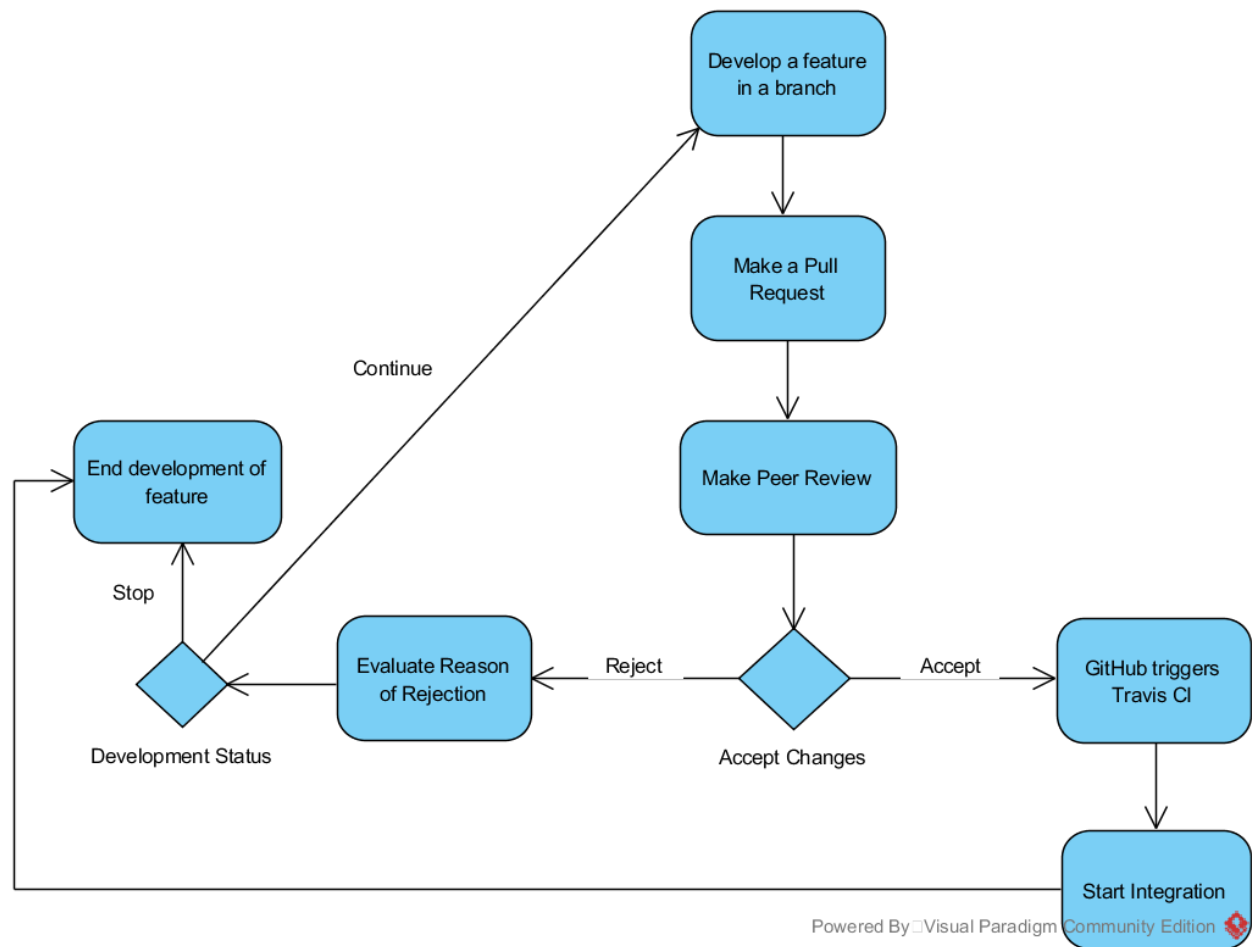 Develop a feature
in a branch
Make a Pull
Request
Continue
End development of
feature
Make Peer Review
Stop
Evaluate Reason
of Rejection
Reject
Accept
GitHub triggers
Travis CI
Development Status
Accept Changes
Start Integration
Powered By Visual Paradigm Community Edition